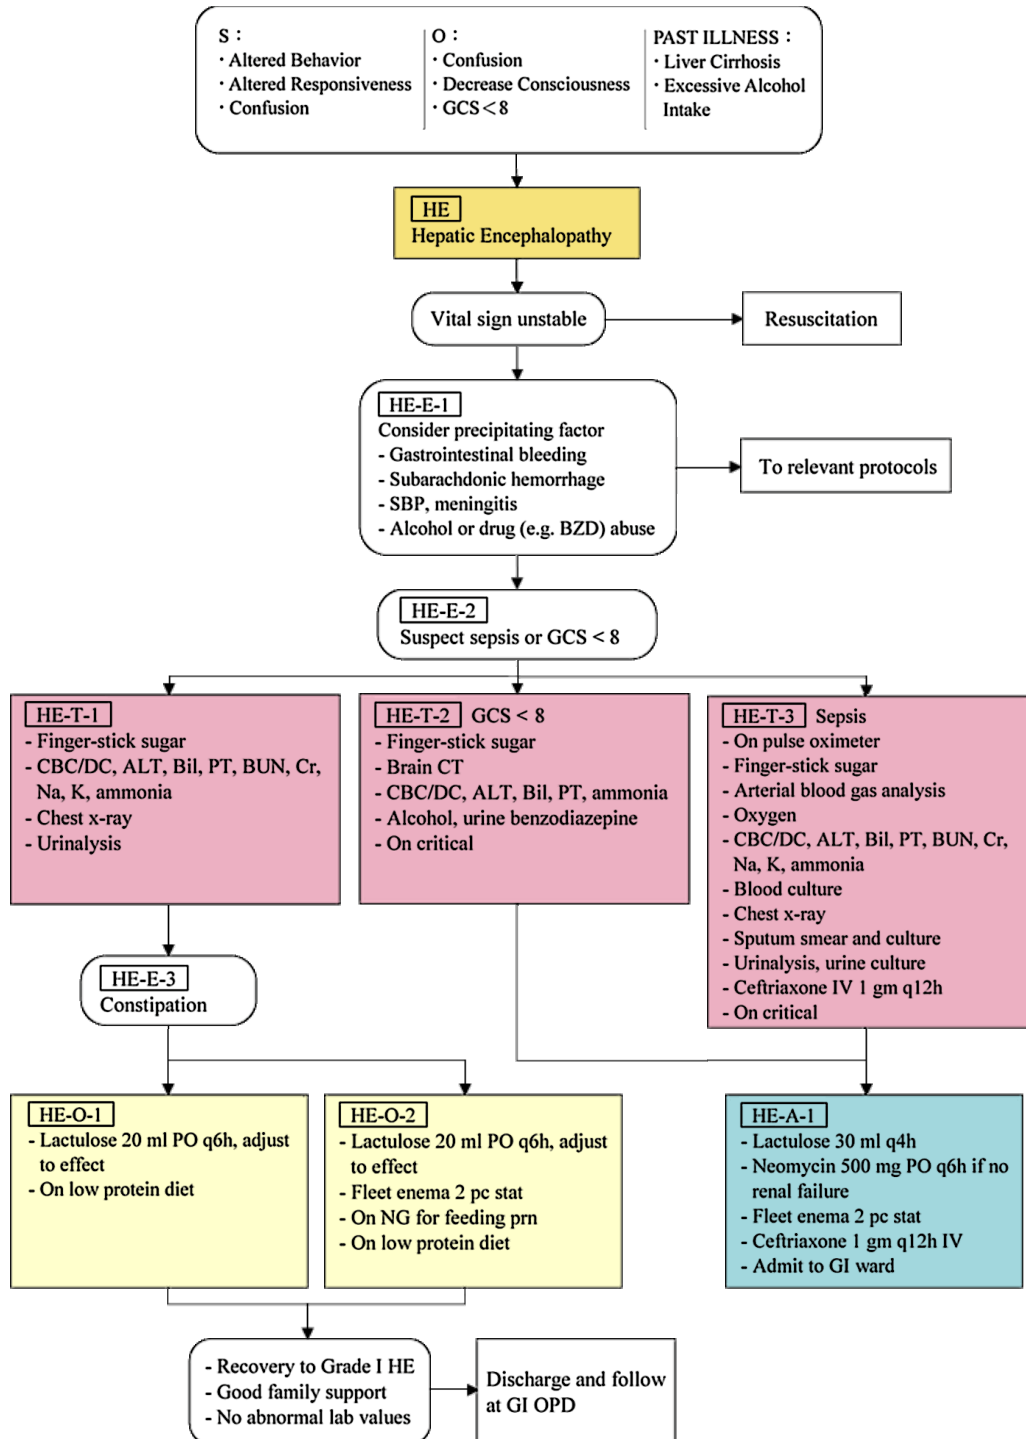 S：
· Altered Behavior
· Altered Responsiveness
· Confusion
O：
· Confusion
· Decrease Consciousness
· GCS＜8
PAST ILLNESS：
· Liver Cirrhosis
· Excessive Alcohol
Intake
HE
Hepatic Encephalopathy
Vital sign unstable
Resuscitation
HE-E-1
Consider precipitating factor
- Gastrointestinal bleeding
- Subarachdonic hemorrhage
- SBP, meningitis
- Alcohol or drug (e.g. BZD) abuse
To relevant protocols
HE-E-2
Suspect sepsis or GCS < 8
HE-T-1
- Finger-stick sugar
- CBC/DC, ALT, Bil, PT, BUN, Cr,
Na, K, ammonia
- Chest x-ray
- Urinalysis
HE-T-2 GCS < 8
- Finger-stick sugar
- Brain CT
- CBC/DC, ALT, Bil, PT, ammonia
- Alcohol, urine benzodiazepine
- On critical
HE-T-3 Sepsis
- On pulse oximeter
- Finger-stick sugar
- Arterial blood gas analysis
- Oxygen
- CBC/DC, ALT, Bil, PT, BUN, Cr,
Na, K, ammonia
- Blood culture
- Chest x-ray
- Sputum smear and culture
- Urinalysis, urine culture
- Ceftriaxone IV 1 gm q12h
- On critical
HE-E-3
Constipation
HE-O-1
- Lactulose 20 ml PO q6h, adjust
to effect
- On low protein diet
HE-O-2
- Lactulose 20 ml PO q6h, adjust
to effect
- Fleet enema 2 pc stat
- On NG for feeding prn
- On low protein diet
HE-A-1
- Lactulose 30 ml q4h
- Neomycin 500 mg PO q6h if no
renal failure
- Fleet enema 2 pc stat
- Ceftriaxone 1 gm q12h IV
- Admit to GI ward
- Recovery to Grade I HE
- Good family support
- No abnormal lab values
Discharge and follow
at GI OPD